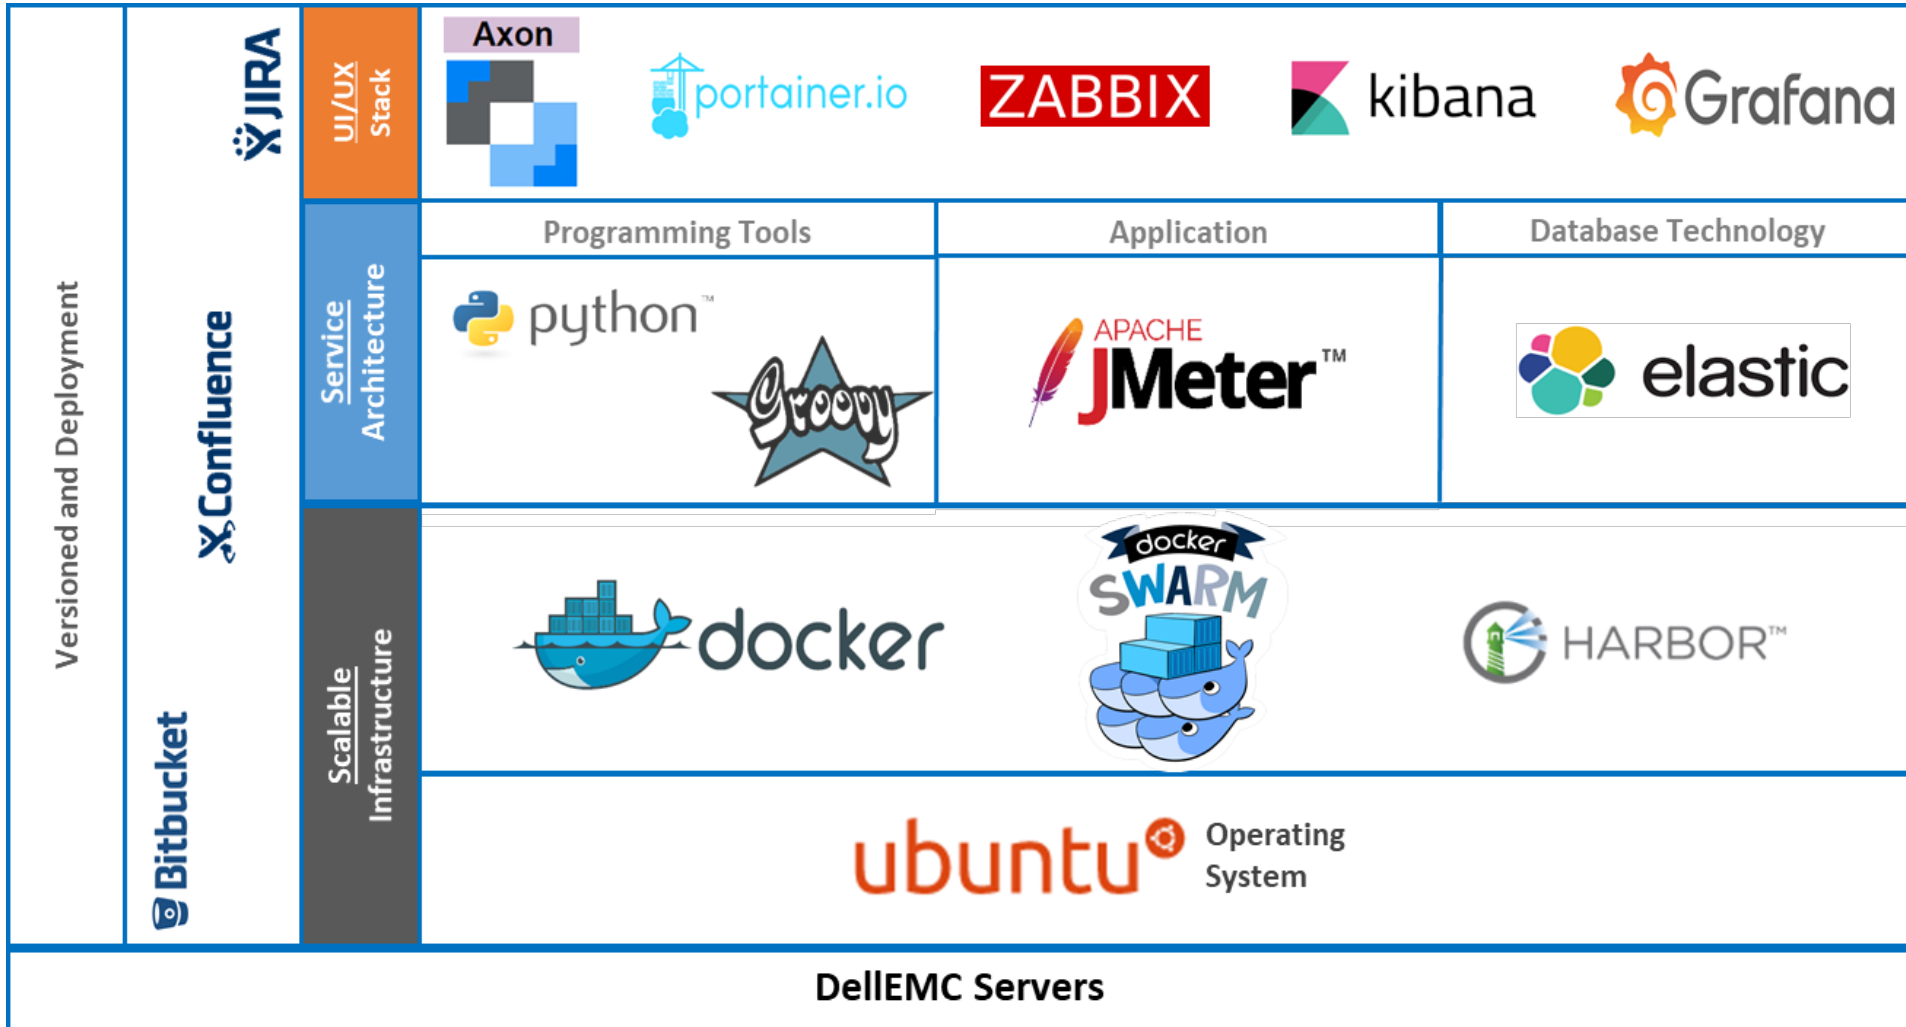 Versioned and Deployment
JIRA
Confluence
Bitbucket
UI/UX
Stack
Axon
portainer.io
ZABBIX
kibana
Grafana
Service
Architecture
Programming Tools
Application
Database Technology
python™
Groovy
APACHE
JMeter™
elastic
Scalable
Infrastructure
docker
docker
SWARM
HARBOR™
ubuntu
Operating
System
DellEMC Servers